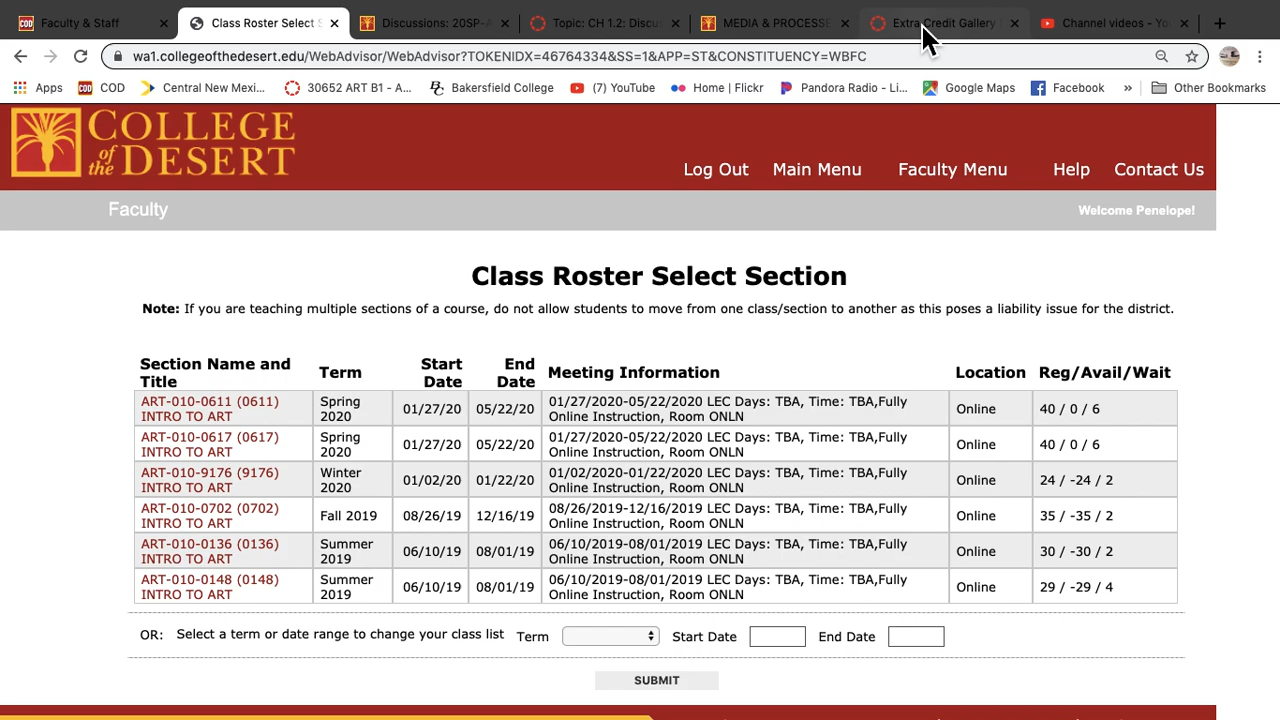 Faculty & Staff
Class Roster Select S
Discussions: 20SP-A
Topic: CH 1.2: Discus
MEDIA & PROCESSE
Extra Credit Gallery
Channel videos - You
wa1.collegeofthedesert.edu/WebAdvisor/WebAdvisor?TOKENIDX=46764334&SS=1&APP=ST&CONSTITUENCY=WBFC
Apps
COD
Central New Mexi...
30652 ART B1 - A...
Bakersfield College
(7) YouTube
Home | Flickr
Pandora Radio - Li...
Google Maps
Facebook
»
Other Bookmarks
COLLEGE
of the DESERT
Log Out
Main Menu
Faculty Menu
Help
Contact Us
Faculty
Welcome Penelope!
Class Roster Select Section
Note: If you are teaching multiple sections of a course, do not allow students to move from one class/section to another as this poses a liability issue for the district.
Section Name and Title Term Start Date End Date Meeting Information Location Reg/Avail/Wait
ART-010-0611 (0611) INTRO TO ART Spring 2020 01/27/20 05/22/20 01/27/2020-05/22/2020 LEC Days: TBA, Time: TBA,Fully Online Instruction, Room ONLN Online 40 / 0 / 6
ART-010-0617 (0617) INTRO TO ART Spring 2020 01/27/20 05/22/20 01/27/2020-05/22/2020 LEC Days: TBA, Time: TBA,Fully Online Instruction, Room ONLN Online 40 / 0 / 6
ART-010-9176 (9176) INTRO TO ART Winter 2020 01/02/20 01/22/20 01/02/2020-01/22/2020 LEC Days: TBA, Time: TBA,Fully Online Instruction, Room ONLN Online 24 / -24 / 2
ART-010-0702 (0702) INTRO TO ART Fall 2019 08/26/19 12/16/19 08/26/2019-12/16/2019 LEC Days: TBA, Time: TBA,Fully Online Instruction, Room ONLN Online 35 / -35 / 2
ART-010-0136 (0136) INTRO TO ART Summer 2019 06/10/19 08/01/19 06/10/2019-08/01/2019 LEC Days: TBA, Time: TBA,Fully Online Instruction, Room ONLN Online 30 / -30 / 2
ART-010-0148 (0148) INTRO TO ART Summer 2019 06/10/19 08/01/19 06/10/2019-08/01/2019 LEC Days: TBA, Time: TBA,Fully Online Instruction, Room ONLN Online 29 / -29 / 4
OR: Select a term or date range to change your class list Term Start Date End Date
SUBMIT